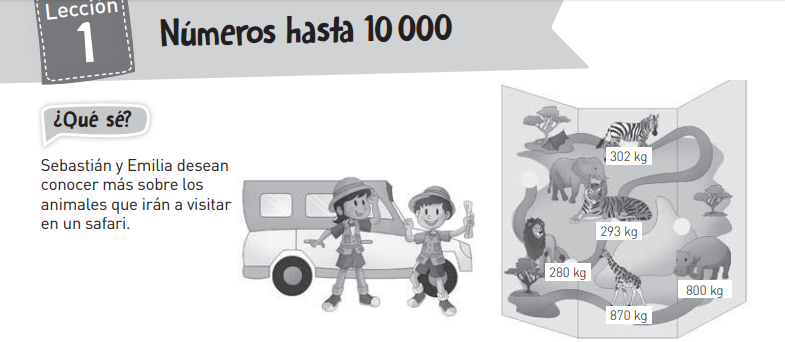 Lección
1
Números hasta 10 000
¿Qué sé?
Sebastián y Emilia desean
conocer más sobre los
animales que irán a visitar
en un safari.
302 kg
293 kg
280 kg
800 kg
870 kg